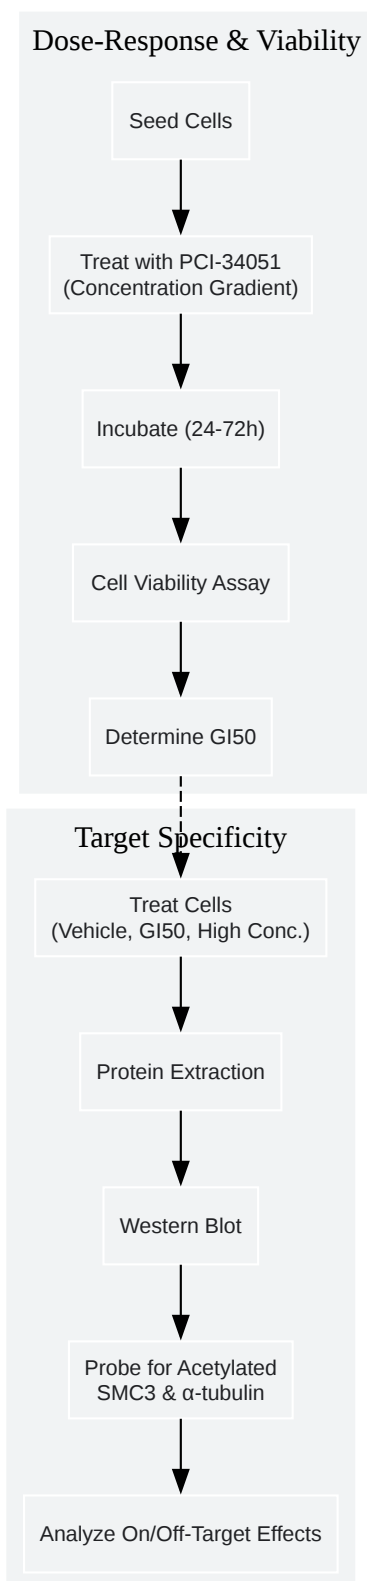 Dose-Response & Viability
Seed Cells
Treat with PCI-34051
(Concentration Gradient)
Incubate (24-72h)
Cell Viability Assay
Determine GI50
Target Specificity
Treat Cells
(Vehicle, GI50, High Conc.)
Protein Extraction
Western Blot
Probe for Acetylated
SMC3 & α-tubulin
Analyze On/Off-Target Effects